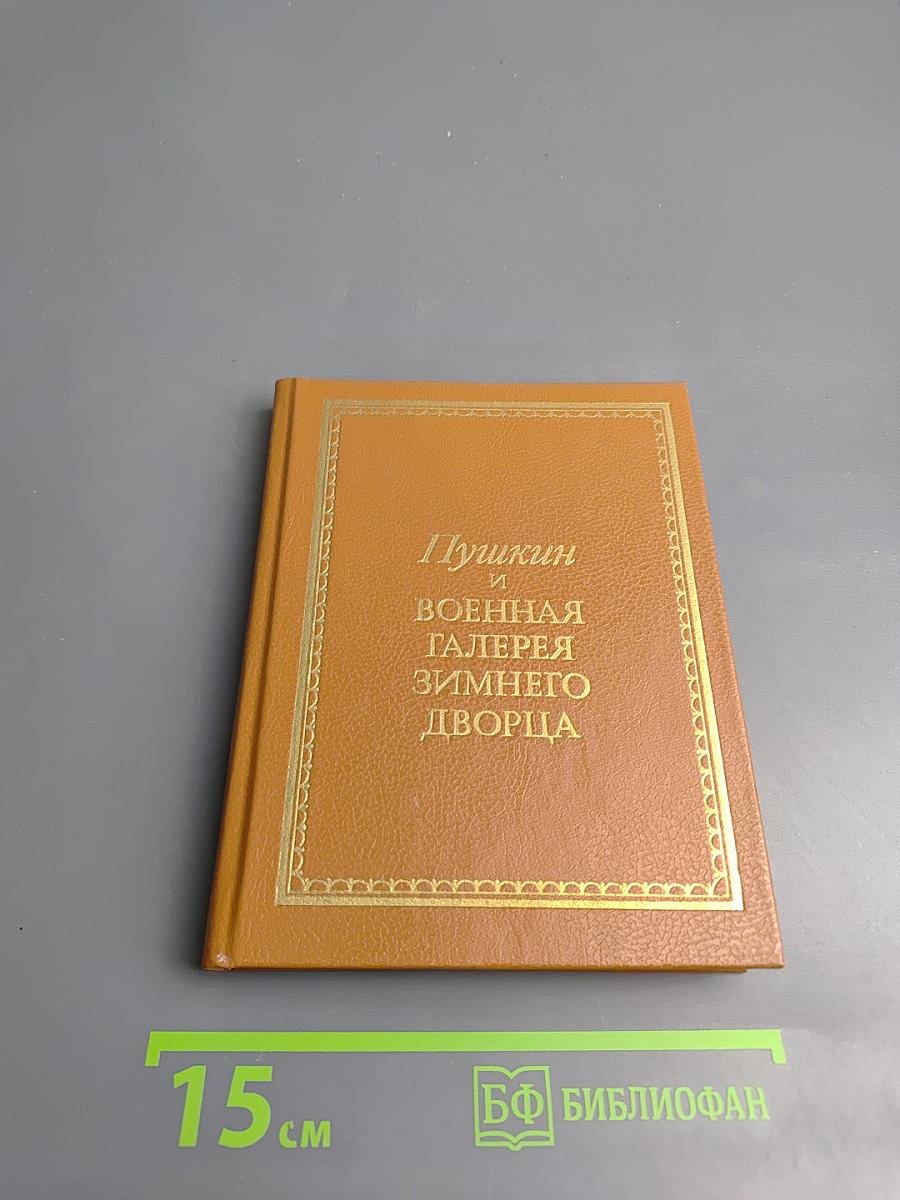 Пушкин
и
ВОЕННАЯ
ГАЛЕРЕЯ
ЗИМНЕГО
ДВОРЦА
15 см
БФ БИБЛИОФАН